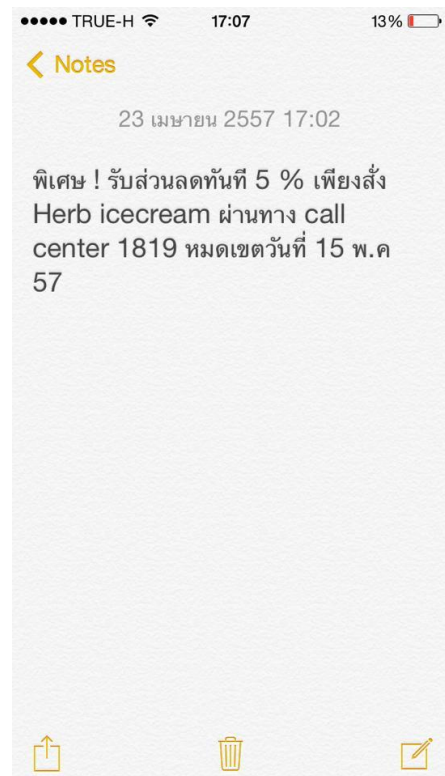 TRUE-H 17:07 13%
Notes
23 เมษายน 2557 17:02
พิเศษ ! รับส่วนลดทันที 5 % เพียงสั่ง
Herb icecream ผ่านทาง call
center 1819 หมดเขตวันที่ 15 พ.ค
57